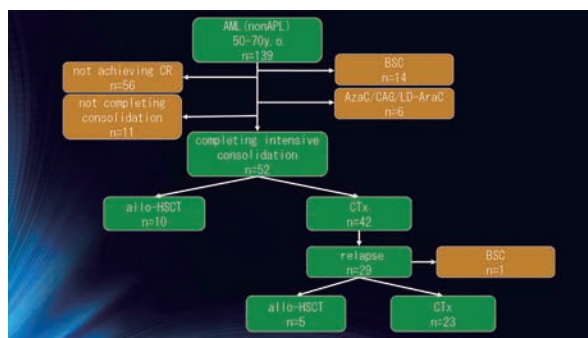 AML(nonAPL)
50-70y.o.
n=139
not achieving CR
n=56
BSC
n=14
not completing
consolidation
n=11
AzaC/CAG/LD-AraC
n=6
completing intensive
consolidation
n=52
allo-HSCT
n=10
CTx
n=42
relapse
n=29
BSC
n=1
allo-HSCT
n=5
CTx
n=23